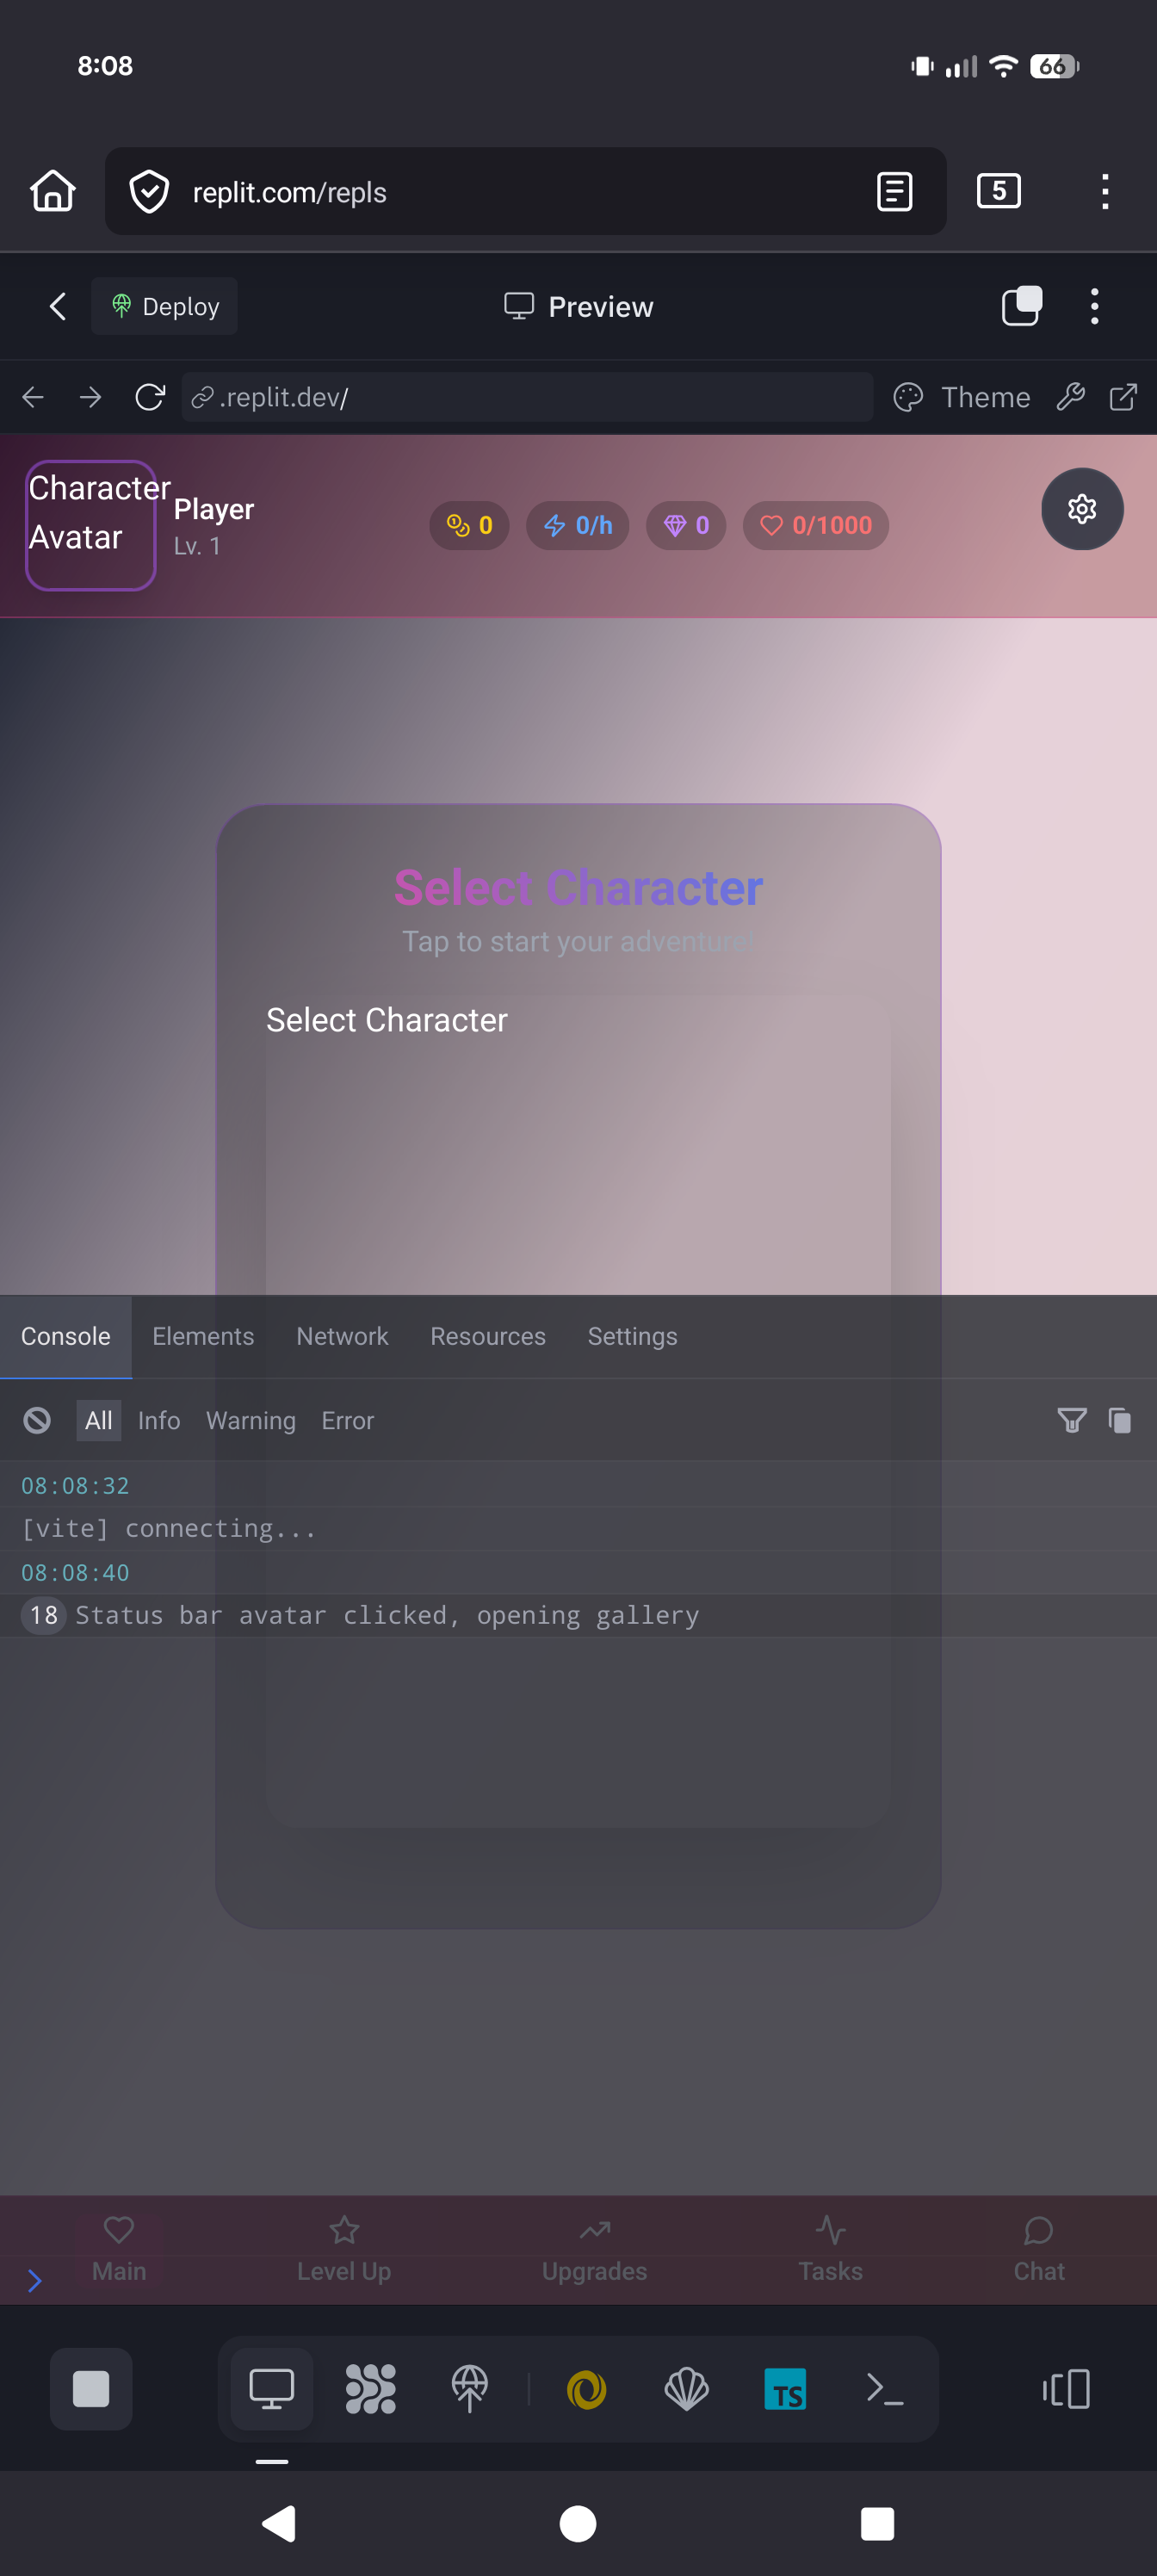 8:08
66
replit.com/repls
5
Deploy
Preview
.replit.dev/
Theme
Character
Avatar
Player
Lv. 1
0
0/h
0
0/1000
Select Character
Tap to start your adventure!
Select Character
Console
Elements
Network
Resources
Settings
All
Info
Warning
Error
08:08:32
[vite] connecting...
08:08:40
18 Status bar avatar clicked, opening gallery
Main
Level Up
Upgrades
Tasks
Chat
TS